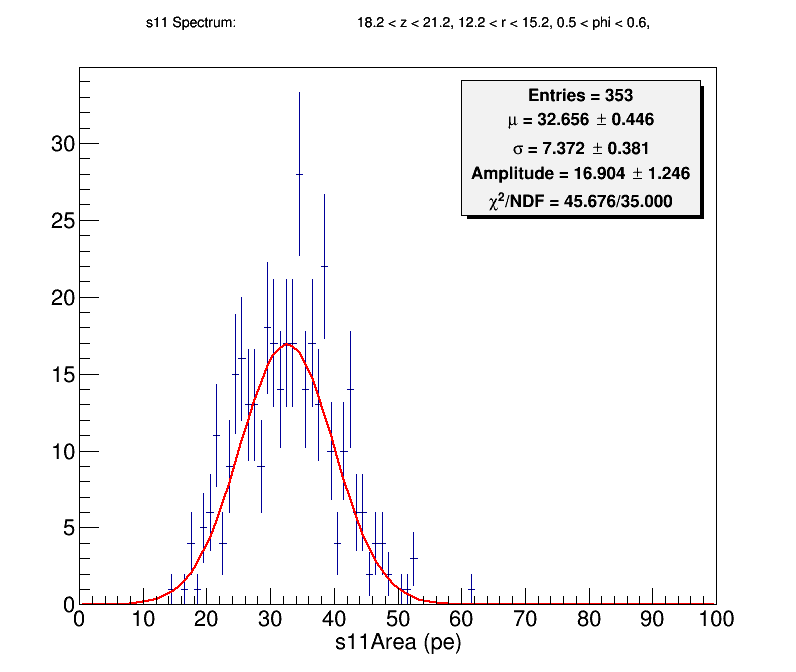 s11 Spectrum: 18.2 < z < 21.2, 12.2 < r < 15.2, 0.5 < phi < 0.6,
Entries = 353
μ = 32.656 ± 0.446
σ = 7.372 ± 0.381
Amplitude = 16.904 ± 1.246
χ²/NDF = 45.676/35.000
30
25
20
15
10
5
0
0 10 20 30 40 50 60 70 80 90 100
s11Area (pe)